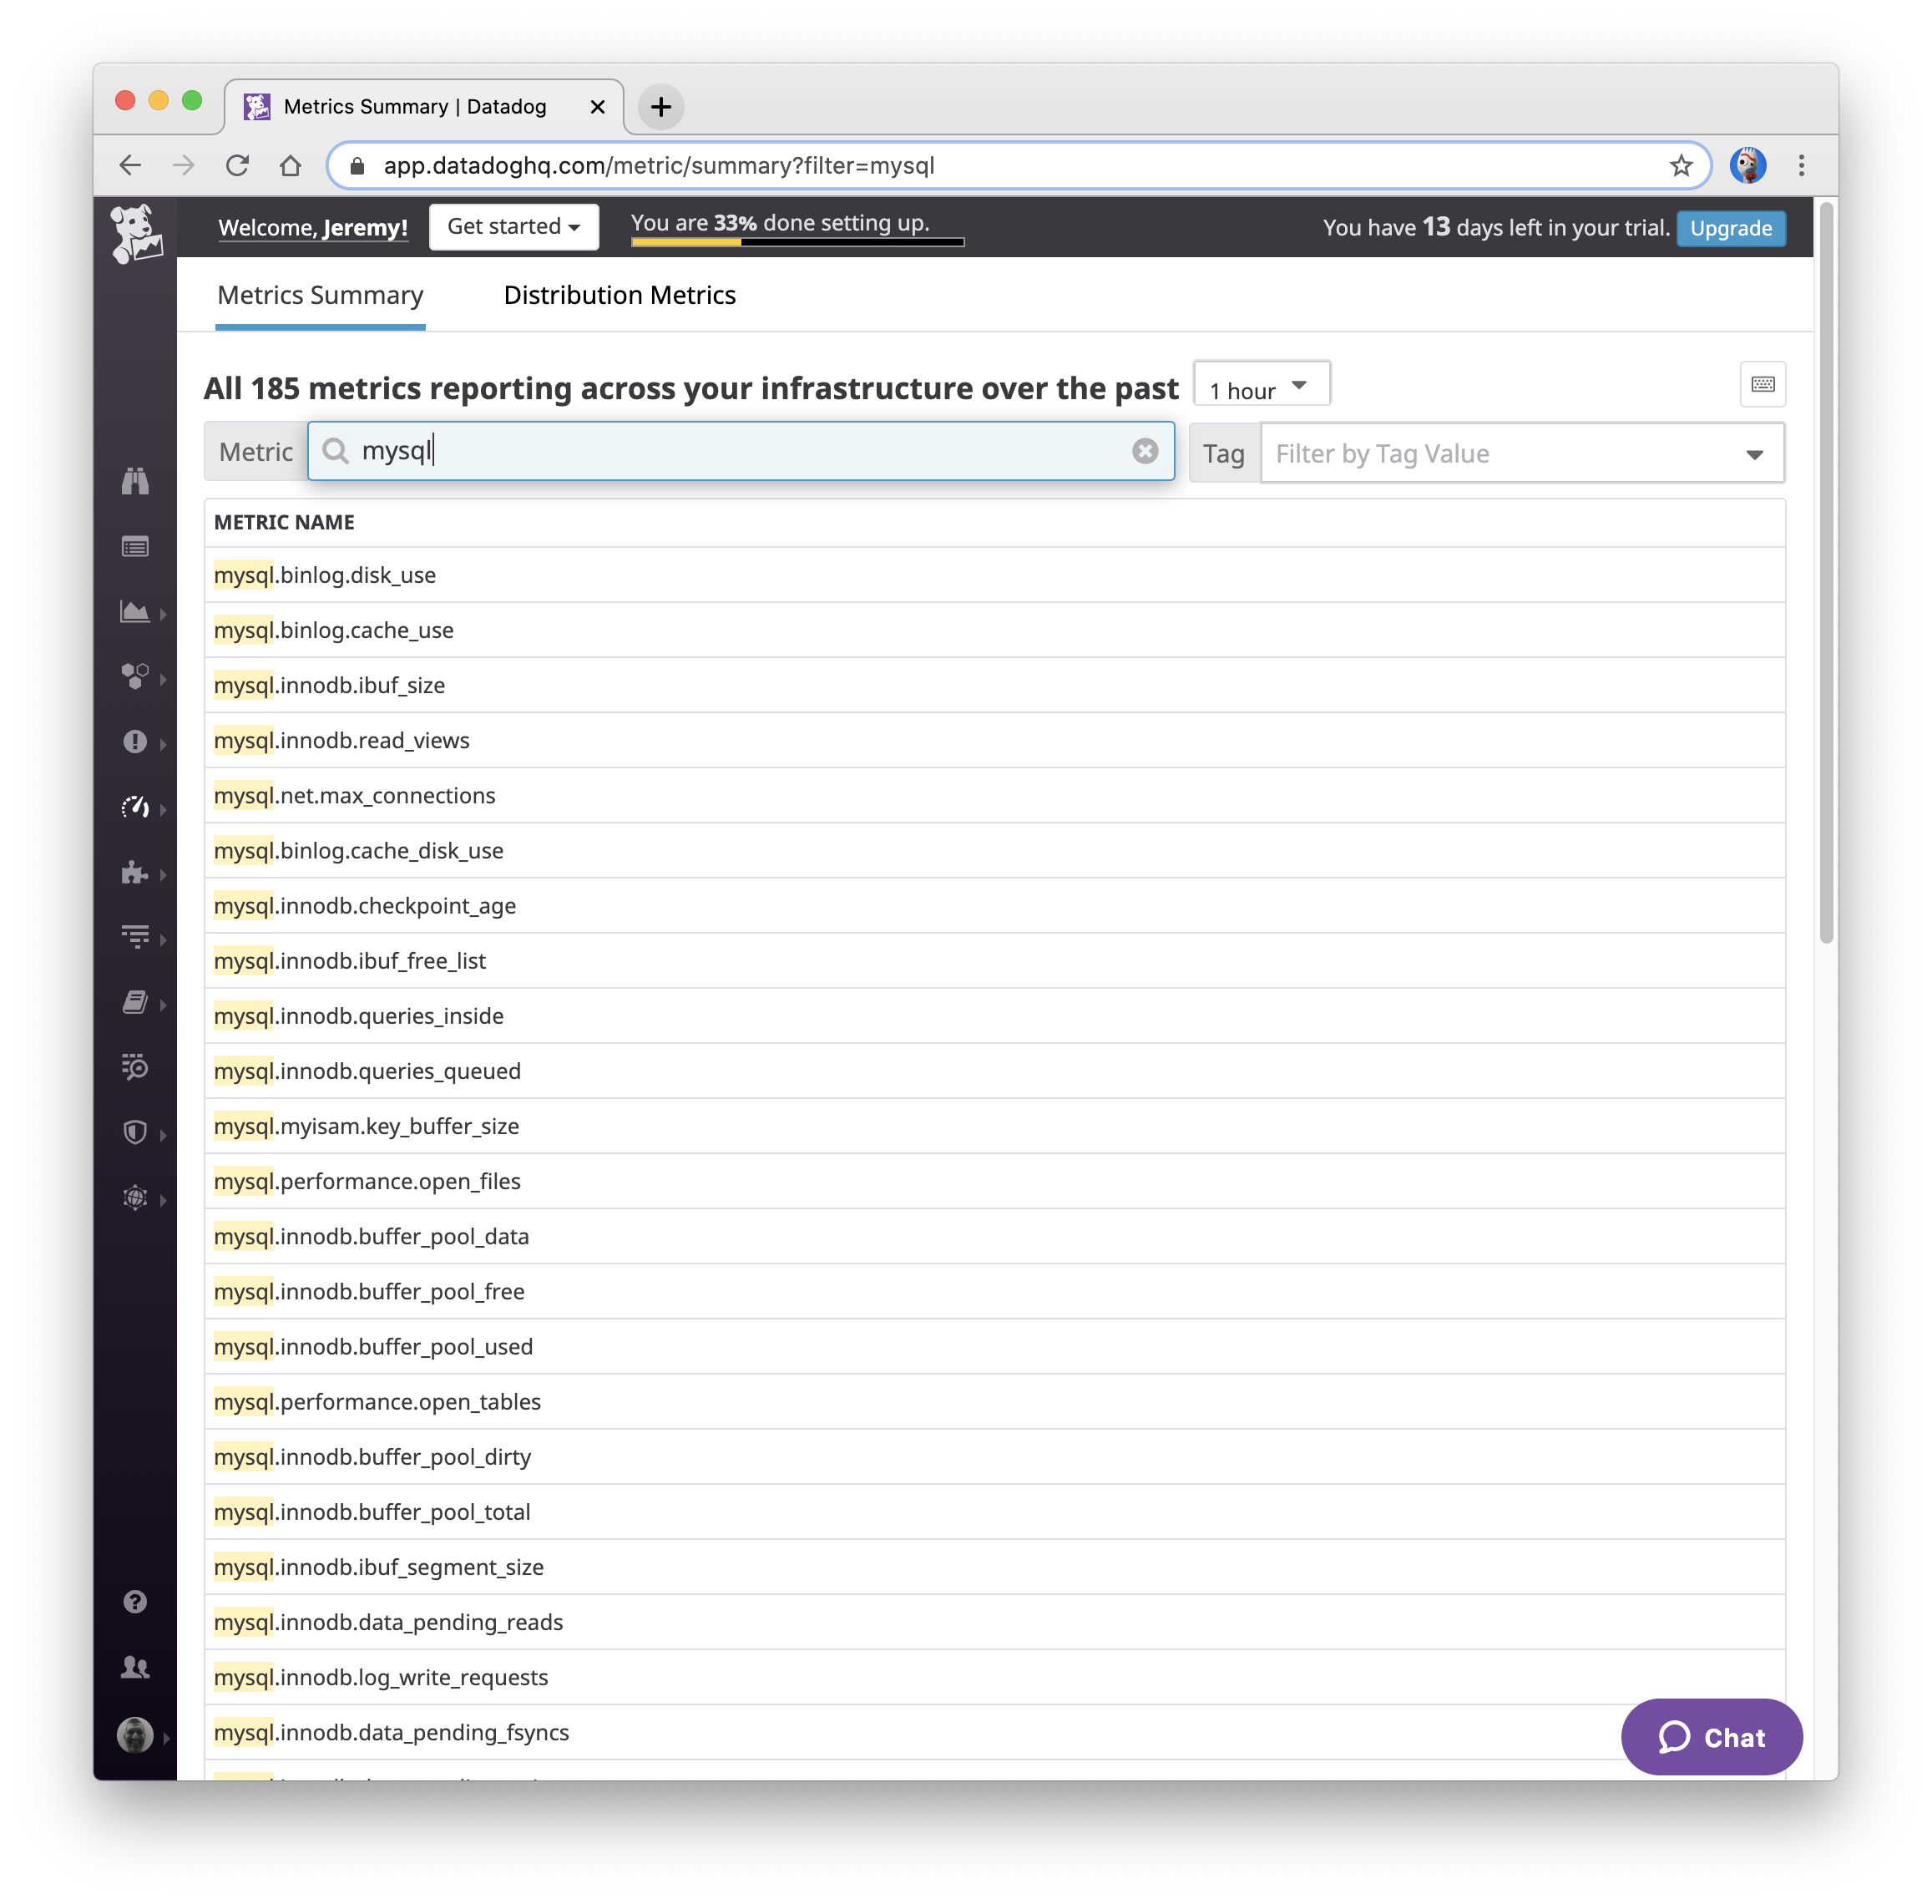 Metrics Summary | Datadog
app.datadoghq.com/metric/summary?filter=mysql
Welcome, Jeremy!
Get started
You are 33% done setting up.
You have 13 days left in your trial.
Upgrade
Metrics Summary
Distribution Metrics
All 185 metrics reporting across your infrastructure over the past
1 hour
Metric
mysql
Tag
Filter by Tag Value
METRIC NAME
mysql.binlog.disk_use
mysql.binlog.cache_use
mysql.innodb.ibuf_size
mysql.innodb.read_views
mysql.net.max_connections
mysql.binlog.cache_disk_use
mysql.innodb.checkpoint_age
mysql.innodb.ibuf_free_list
mysql.innodb.queries_inside
mysql.innodb.queries_queued
mysql.myisam.key_buffer_size
mysql.performance.open_files
mysql.innodb.buffer_pool_data
mysql.innodb.buffer_pool_free
mysql.innodb.buffer_pool_used
mysql.performance.open_tables
mysql.innodb.buffer_pool_dirty
mysql.innodb.buffer_pool_total
mysql.innodb.ibuf_segment_size
mysql.innodb.data_pending_reads
mysql.innodb.log_write_requests
mysql.innodb.data_pending_fsyncs
Chat